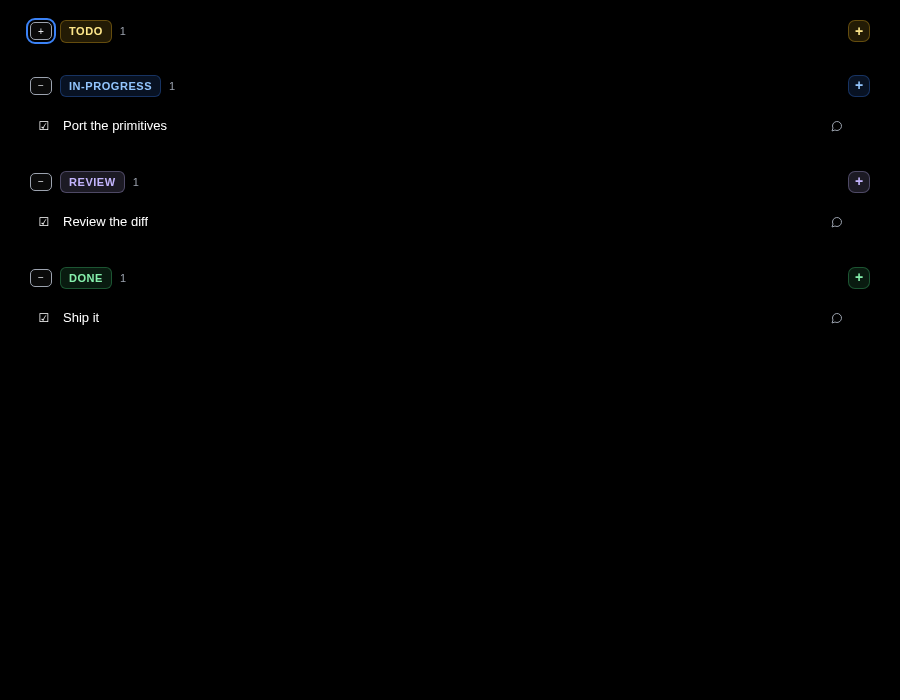 + TODO 1 +
− IN-PROGRESS 1 +
☑ Port the primitives
− REVIEW 1 +
☑ Review the diff
− DONE 1 +
☑ Ship it